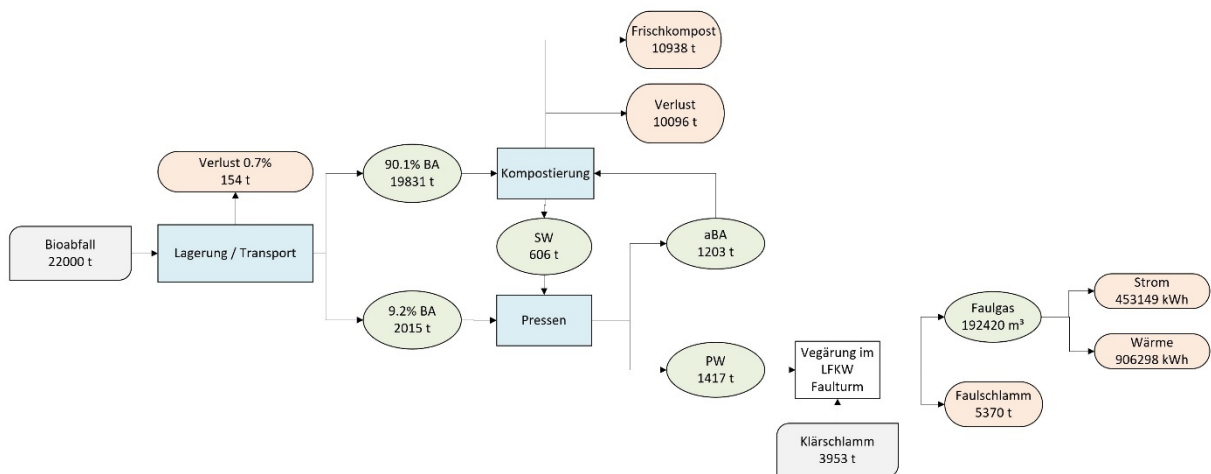 Frischkompost
10938 t
Verlust
10096 t
Verlust 0.7%
154 t
90.1% BA
19831 t
Kompostierung
Bioabfall
22000 t
Lagerung / Transport
SW
606 t
aBA
1203 t
9.2% BA
2015 t
Pressen
PW
1417 t
Vegärung im
LFKW
Faulturm
Klärschlamm
3953 t
Faulgas
192420 m³
Strom
453149 kWh
Wärme
906298 kWh
Faulschlamm
5370 t